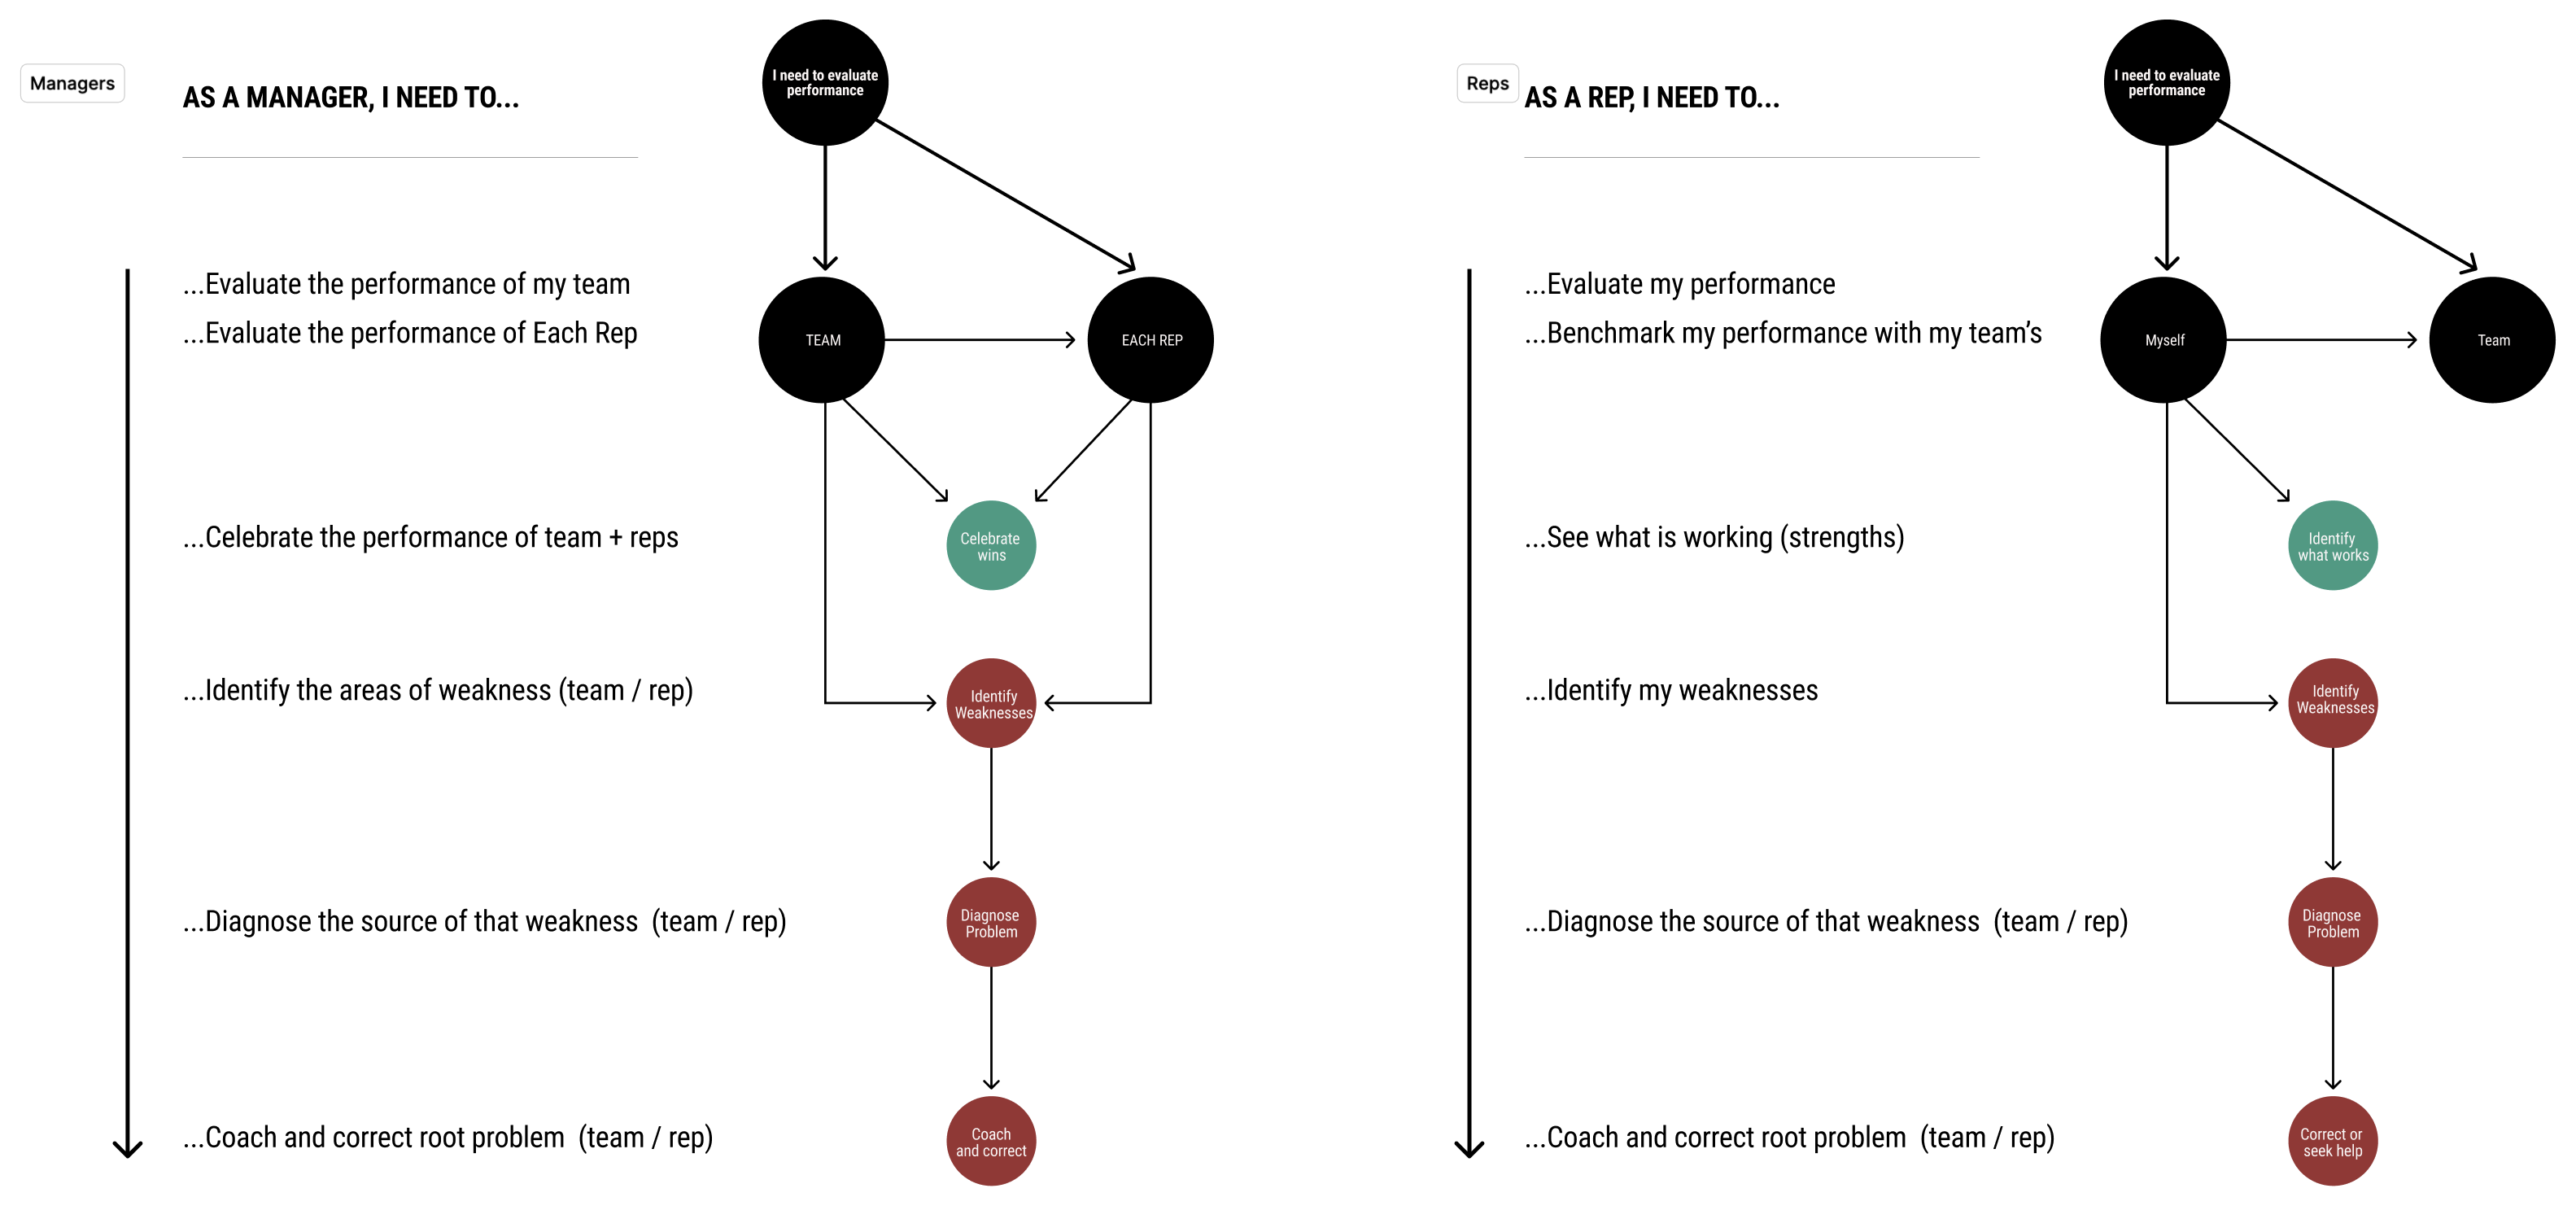 Managers
AS A MANAGER, I NEED TO...
...Evaluate the performance of my team
...Evaluate the performance of Each Rep
...Celebrate the performance of team + reps
...Identify the areas of weakness (team / rep)
...Diagnose the source of that weakness  (team / rep)
...Coach and correct root problem  (team / rep)
I need to evaluate
performance
TEAM
EACH REP
Celebrate
wins
Identify
Weaknesses
Diagnose
Problem
Coach
and correct
Reps
AS A REP, I NEED TO...
...Evaluate my performance
...Benchmark my performance with my team’s
...See what is working (strengths)
...Identify my weaknesses
...Diagnose the source of that weakness  (team / rep)
...Coach and correct root problem  (team / rep)
I need to evaluate
performance
Myself
Team
Identify
what works
Identify
Weaknesses
Diagnose
Problem
Correct or
seek help